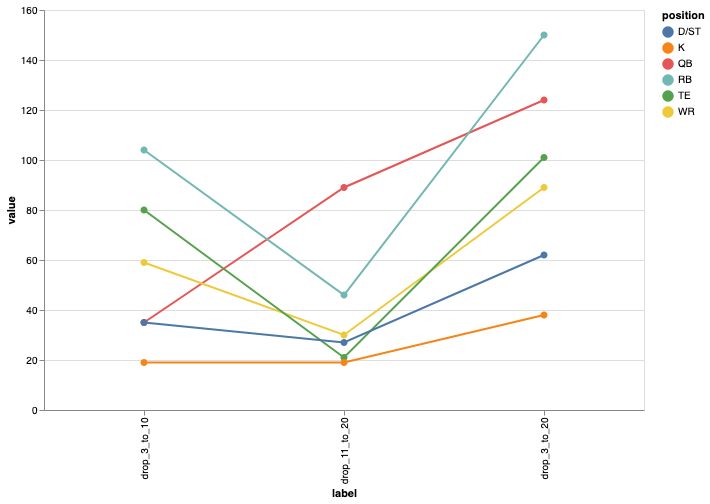 160
140
120
100
80
60
40
20
0
value
drop_3_to_10
drop_11_to_20
drop_3_to_20
label
position
D/ST
K
QB
RB
TE
WR